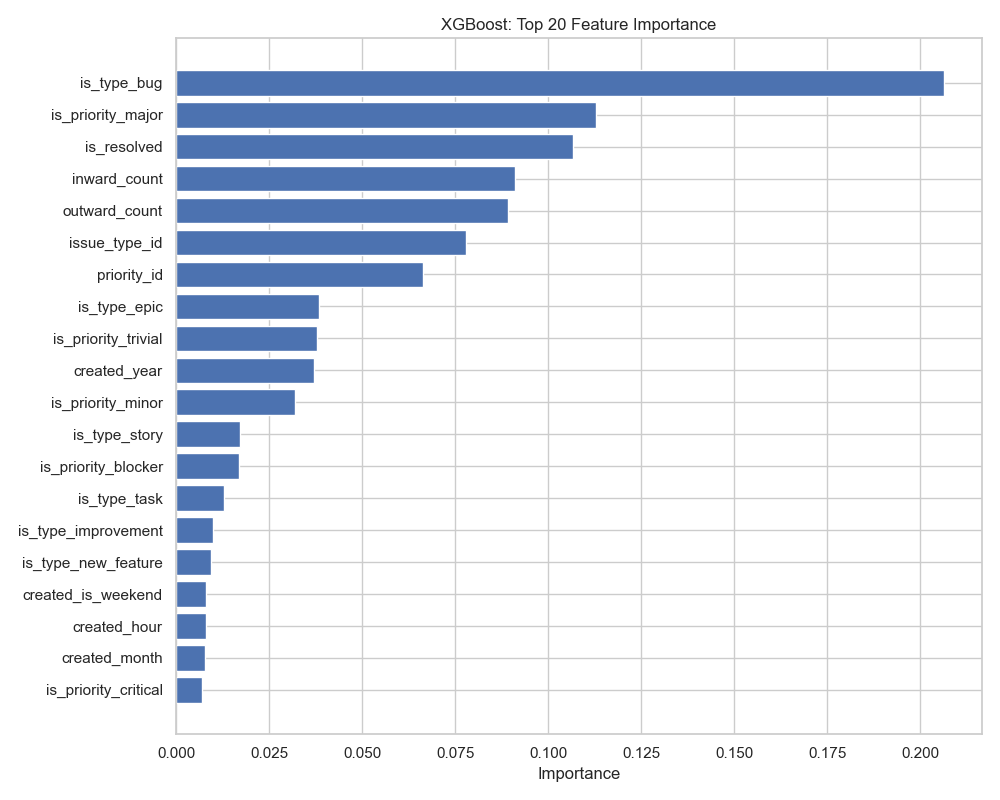 XGBoost: Top 20 Feature Importance
is_type_bug
is_priority_major
is_resolved
inward_count
outward_count
issue_type_id
priority_id
is_type_epic
is_priority_trivial
created_year
is_priority_minor
is_type_story
is_priority_blocker
is_type_task
is_type_improvement
is_type_new_feature
created_is_weekend
created_hour
created_month
is_priority_critical
0.000 0.025 0.050 0.075 0.100 0.125 0.150 0.175 0.200
Importance